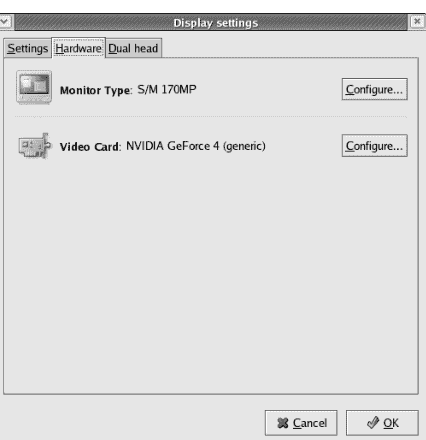 Display settings
Settings Hardware Dual head
Monitor Type: S/M 170MP Configure...
Video Card: NVIDIA GeForce 4 (generic) Configure...
Cancel OK